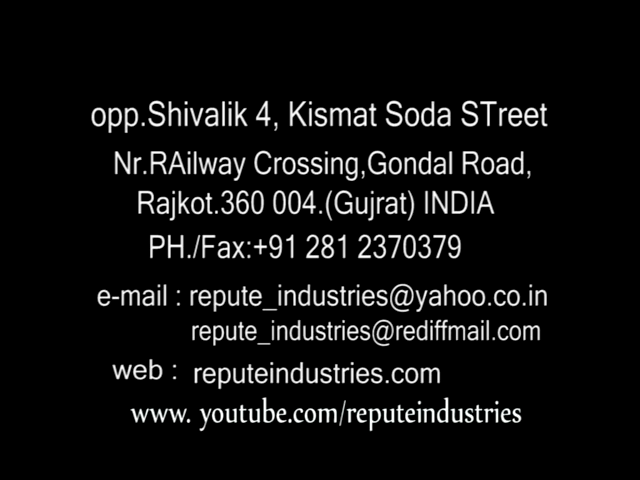 opp.Shivalik 4, Kismat Soda STreet
Nr.RAilway Crossing,Gondal Road,
Rajkot.360 004.(Gujrat) INDIA
PH./Fax:+91 281 2370379
e-mail : repute_industries@yahoo.co.in
repute_industries@rediffmail.com
web : reputeindustries.com
www. youtube.com/reputeindustries